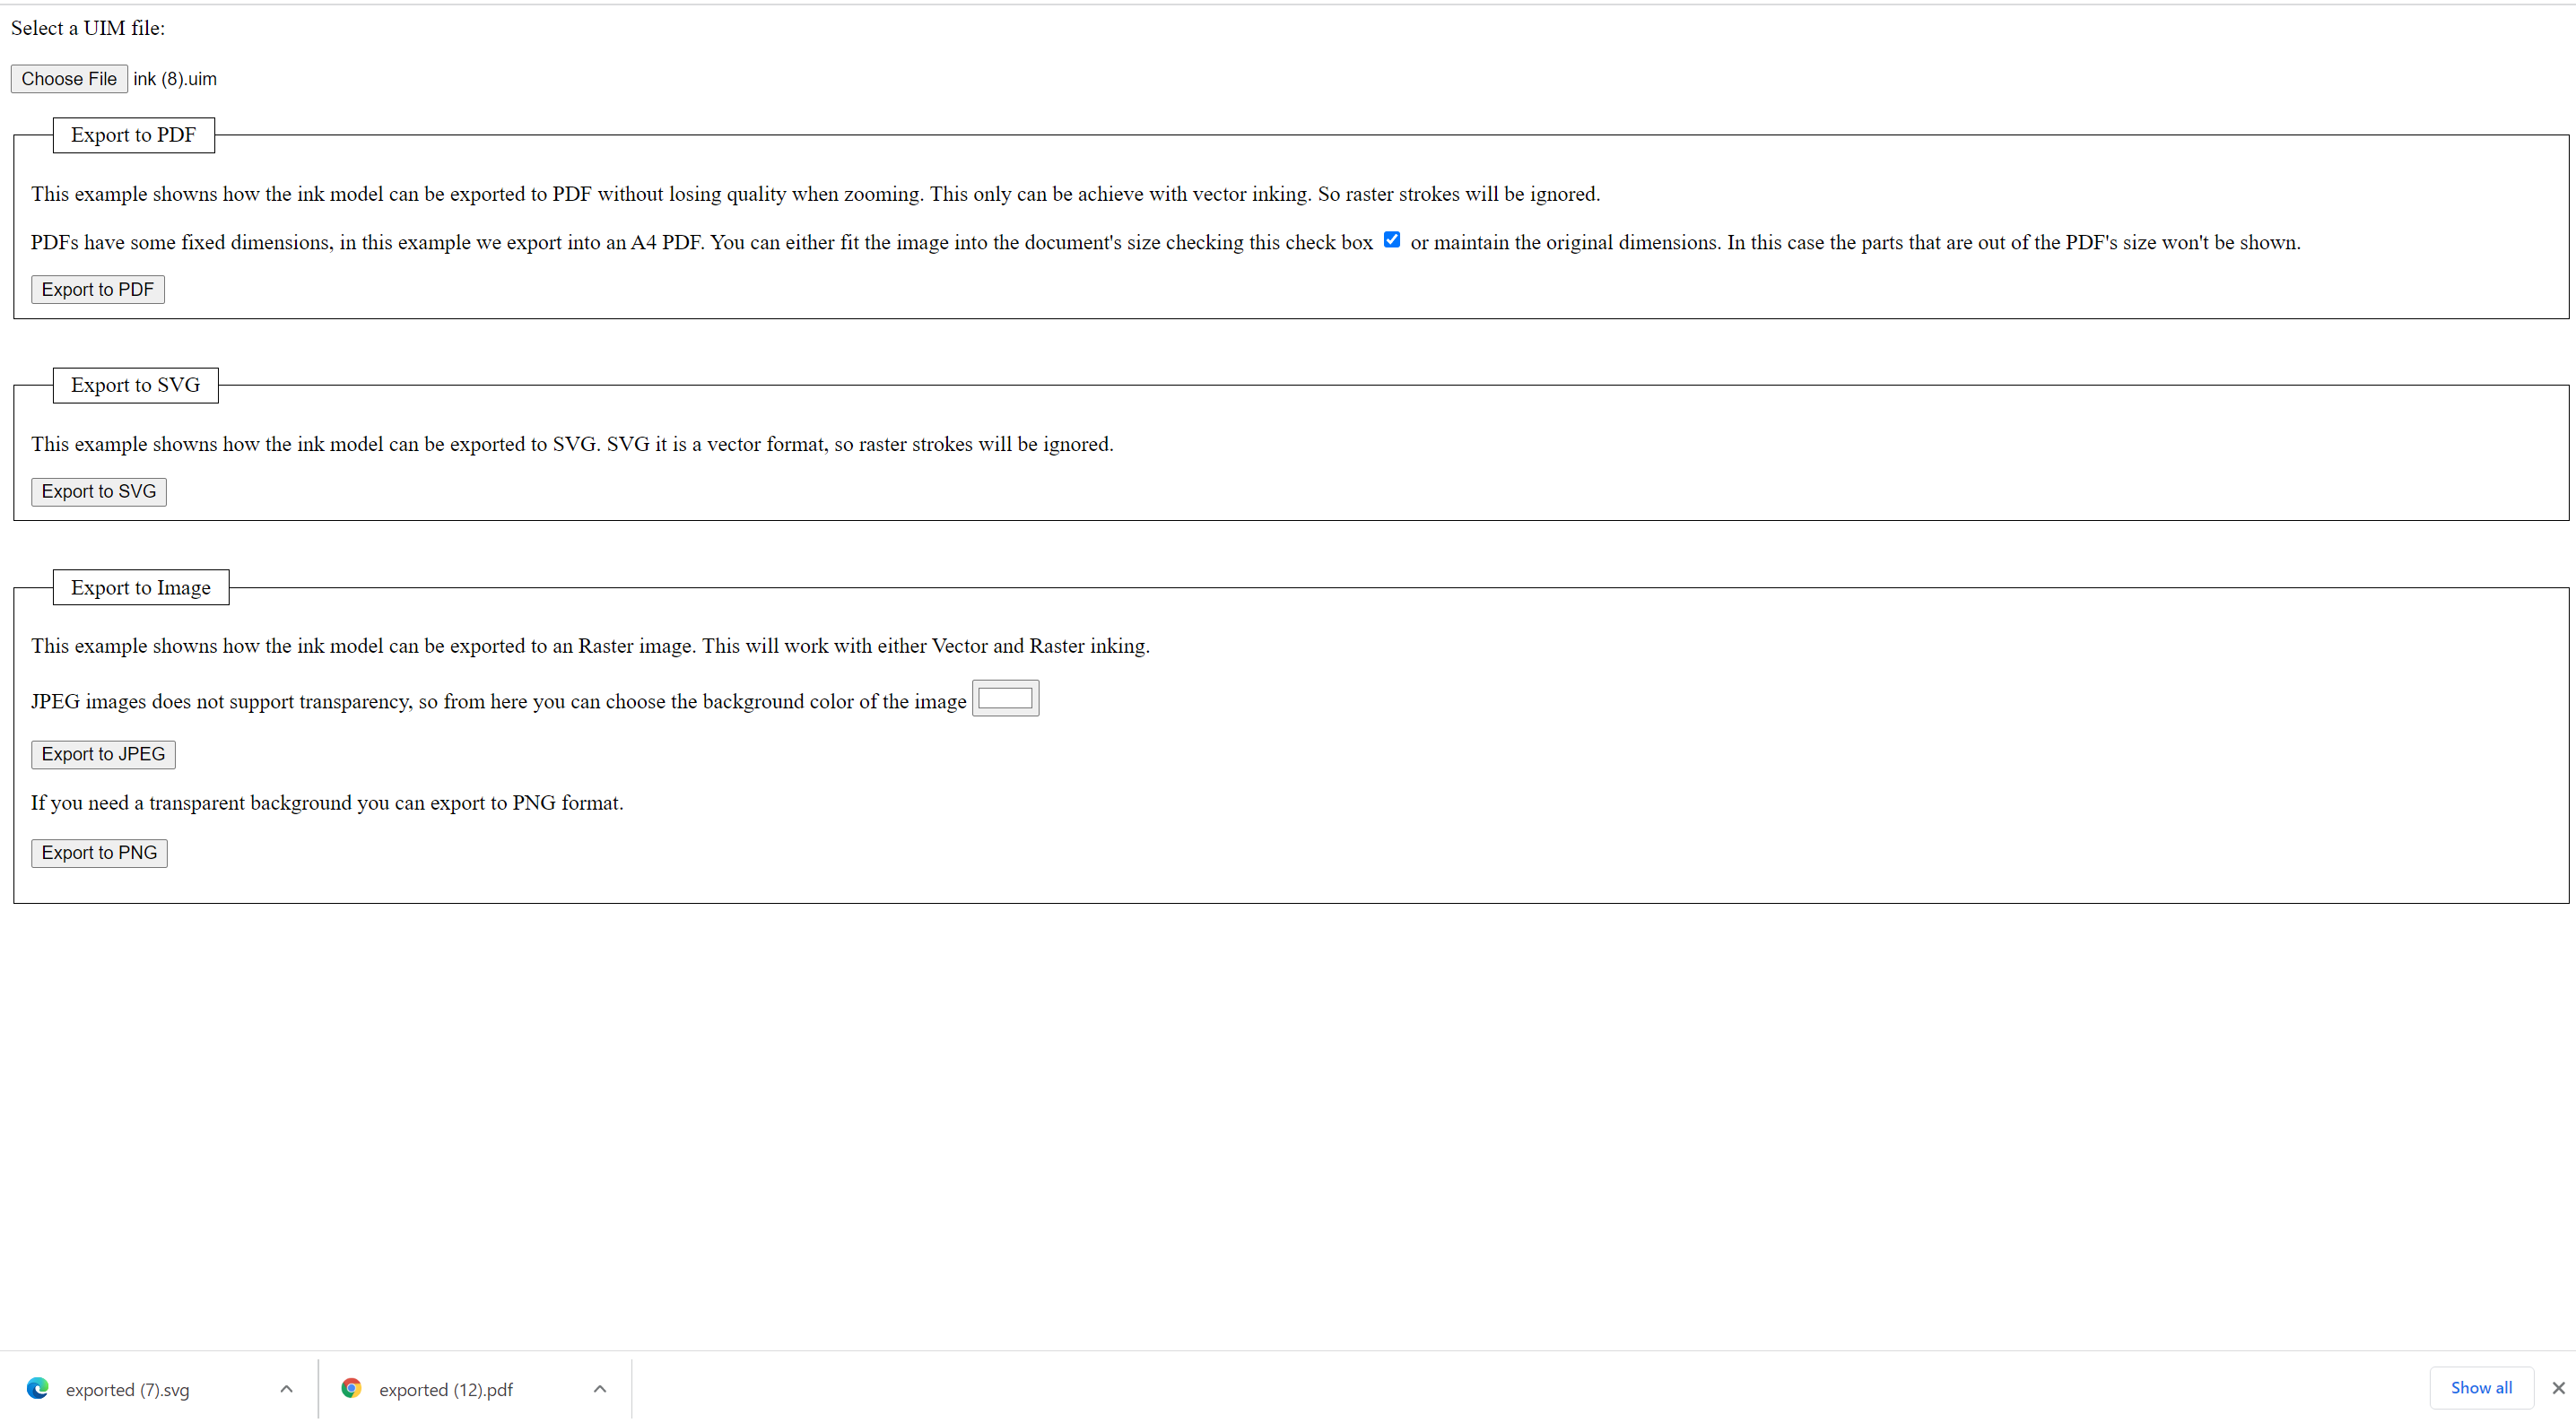 Select a UIM file:
Choose File ink (8).uim
Export to PDF
This example showns how the ink model can be exported to PDF without losing quality when zooming. This only can be achieve with vector inking. So raster strokes will be ignored.
PDFs have some fixed dimensions, in this example we export into an A4 PDF. You can either fit the image into the document's size checking this check box or maintain the original dimensions. In this case the parts that are out of the PDF's size won't be shown.
Export to PDF
Export to SVG
This example showns how the ink model can be exported to SVG. SVG it is a vector format, so raster strokes will be ignored.
Export to SVG
Export to Image
This example showns how the ink model can be exported to an Raster image. This will work with either Vector and Raster inking.
JPEG images does not support transparency, so from here you can choose the background color of the image
Export to JPEG
If you need a transparent background you can export to PNG format.
Export to PNG
exported (7).svg exported (12).pdf Show all